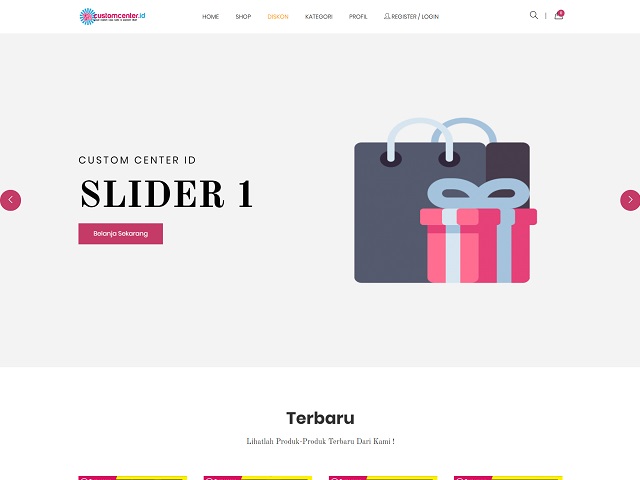 customcenter.id
HOME
SHOP
DISKON
KATEGORI
PROFIL
REGISTER / LOGIN
0
CUSTOM CENTER ID
SLIDER 1
Belanja Sekarang
Terbaru
Lihatlah Produk-Produk Terbaru Dari Kami !